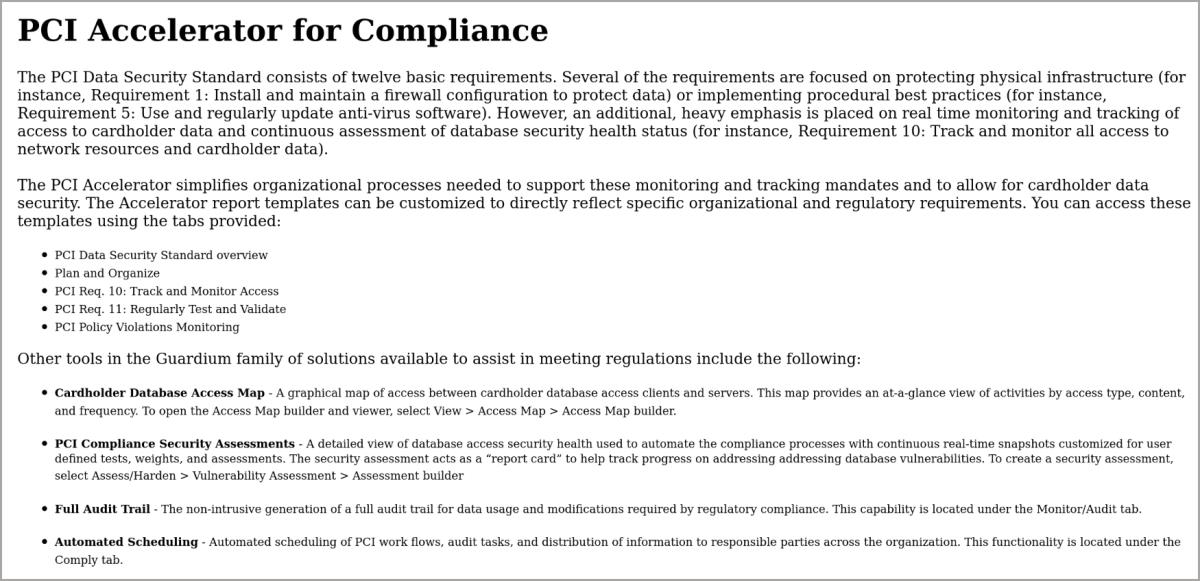 PCI Accelerator for Compliance
The PCI Data Security Standard consists of twelve basic requirements. Several of the requirements are focused on protecting physical infrastructure (for
instance, Requirement 1: Install and maintain a firewall configuration to protect data) or implementing procedural best practices (for instance,
Requirement 5: Use and regularly update anti-virus software). However, an additional, heavy emphasis is placed on real time monitoring and tracking of
access to cardholder data and continuous assessment of database security health status (for instance, Requirement 10: Track and monitor all access to
network resources and cardholder data).
The PCI Accelerator simplifies organizational processes needed to support these monitoring and tracking mandates and to allow for cardholder data
security. The Accelerator report templates can be customized to directly reflect specific organizational and regulatory requirements. You can access these
templates using the tabs provided:
• PCI Data Security Standard overview
• Plan and Organize
• PCI Req. 10: Track and Monitor Access
• PCI Req. 11: Regularly Test and Validate
• PCI Policy Violations Monitoring
Other tools in the Guardium family of solutions available to assist in meeting regulations include the following:
• Cardholder Database Access Map - A graphical map of access between cardholder database access clients and servers. This map provides an at-a-glance view of activities by access type, content,
and frequency. To open the Access Map builder and viewer, select View > Access Map > Access Map builder.
• PCI Compliance Security Assessments - A detailed view of database access security health used to automate the compliance processes with continuous real-time snapshots customized for user
defined tests, weights, and assessments. The security assessment acts as a “report card” to help track progress on addressing addressing database vulnerabilities. To create a security assessment,
select Assess/Harden > Vulnerability Assessment > Assessment builder
• Full Audit Trail - The non-intrusive generation of a full audit trail for data usage and modifications required by regulatory compliance. This capability is located under the Monitor/Audit tab.
• Automated Scheduling - Automated scheduling of PCI work flows, audit tasks, and distribution of information to responsible parties across the organization. This functionality is located under the
Comply tab.